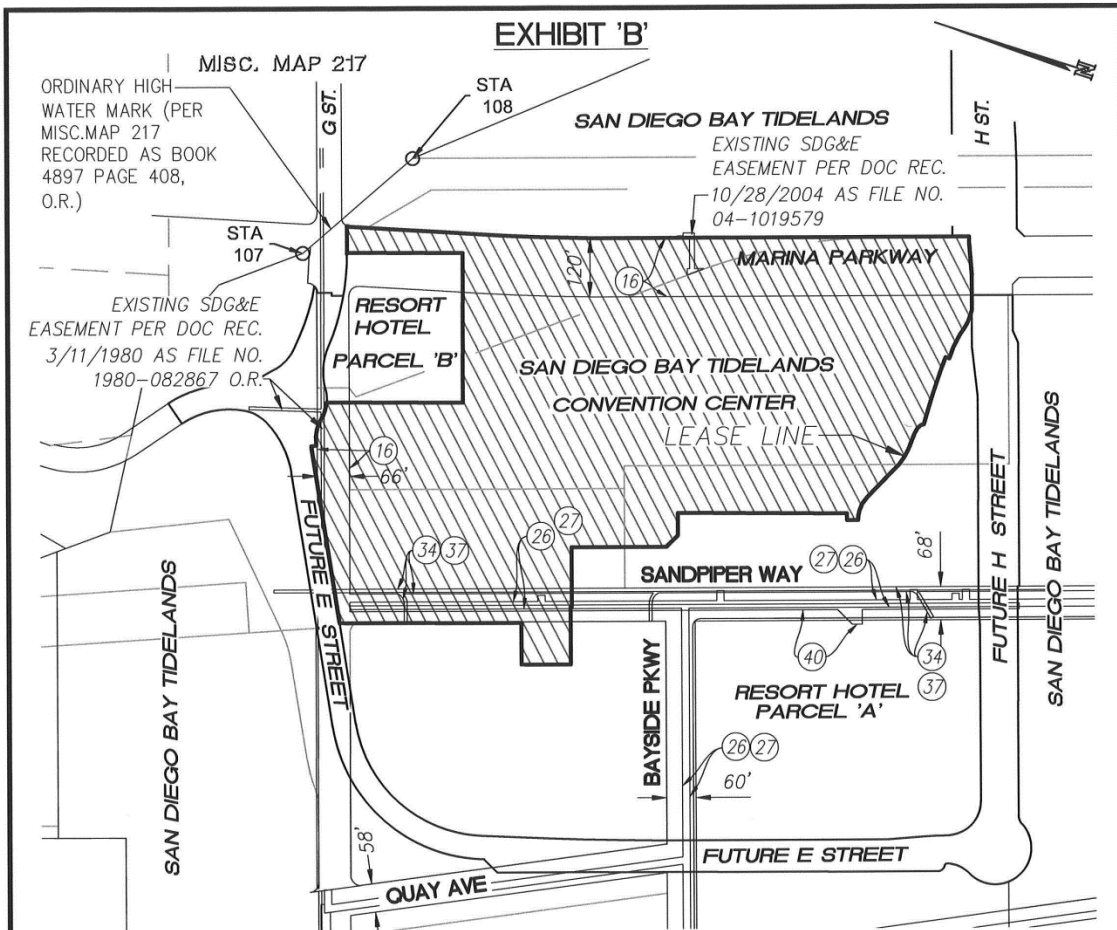 EXHIBIT 'B'
MISC. MAP 217
ORDINARY HIGH
WATER MARK (PER
MISC.MAP 217
RECORDED AS BOOK
4897 PAGE 408,
O.R.)
G ST.
STA
108
SAN DIEGO BAY TIDELANDS
EXISTING SDG&E
EASEMENT PER DOC REC.
10/28/2004 AS FILE NO.
04-1019579
H ST.
N
STA
107
EXISTING SDG&E
EASEMENT PER DOC REC.
3/11/1980 AS FILE NO.
1980-082867 O.R.
120'
16
MARINA PARKWAY
RESORT
HOTEL
PARCEL 'B'
SAN DIEGO BAY TIDELANDS
CONVENTION CENTER
LEASE LINE
16
66'
34 37
26 27
SANDPIPER WAY
27 26
68'
FUTURE H STREET
SAN DIEGO BAY TIDELANDS
SAN DIEGO BAY TIDELANDS
FUTURE E STREET
40
34
37
RESORT HOTEL
PARCEL 'A'
BAYSIDE PKWY
26 27
60'
58'
QUAY AVE
FUTURE E STREET